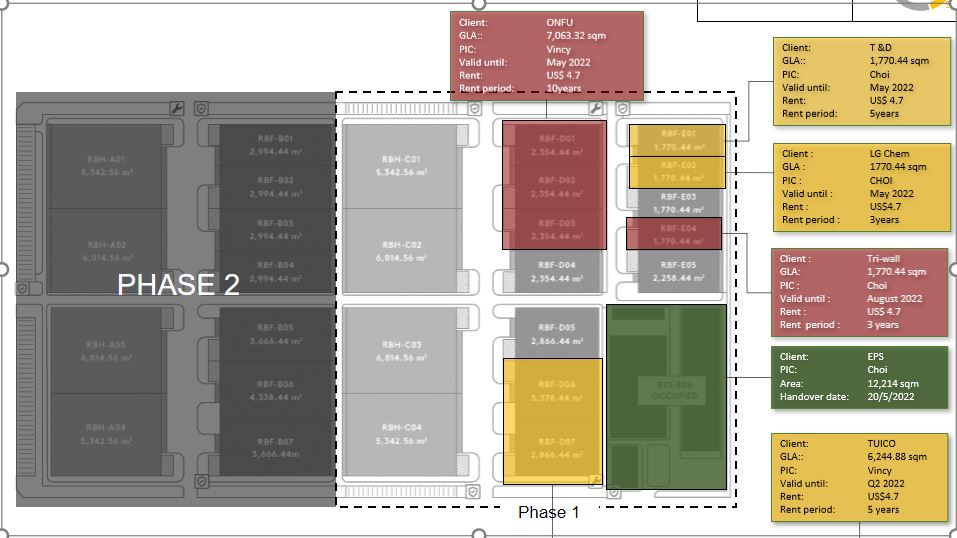 Client: ONFU
GLA:: 7,063.32 sqm
PIC: Vincy
Valid until: May 2022
Rent: US$ 4.7
Rent period: 10years
Client: T &D
GLA:: 1,770.44 sqm
PIC: Choi
Valid until: May 2022
Rent: US$ 4.7
Rent period: 5years
Client : LG Chem
GLA : 1770.44 sqm
PIC : CHOI
Valid until : May 2022
Rent : US$4.7
Rent period : 3years
Client : Tri-wall
GLA: 1,770.44 sqm
PIC : Choi
Valid until : August 2022
Rent : US$ 4.7
Rent period : 3 years
Client: EPS
PIC: Choi
Area: 12,214 sqm
Handover date: 20/5/2022
Client: TUICO
GLA:: 6,244.88 sqm
PIC: Vincy
Valid until: Q2 2022
Rent: US$4.7
Rent period: 5 years
RBH-A01
5,342.56 m²
RBH-A02
6,014.56 m²
RBH-A03
6,014.56 m²
RBH-A04
5,342.56 m²
PHASE 2
RBF-B01
2,994.44 m²
RBF-B02
2,994.44 m²
RBF-B03
2,994.44 m²
RBF-B04
2,994.44 m²
RBF-B05
3,666.44 m²
RBF-B06
4,338.44 m²
RBF-B07
3,666.44m
RBH-C01
5,342.56 m²
RBH-C02
6,014.56 m²
RBH-C03
6,014.56 m²
RBH-C04
5,342.56 m²
RBF-D01
2,354.44 m²
RBF-D02
2,354.44 m²
RBF-D03
2,354.44 m²
RBF-D04
2,354.44 m²
RBF-D05
2,866.44 m²
RBF-D06
3,378.44 m²
RBF-D07
2,866.44 m²
RBF-E01
1,770.44 m²
RBF-E02
1,770.44 m²
RBF-E03
1,770.44 m²
RBF-E04
1,770.44 m²
RBF-E05
2,258.44 m²
BTS-E06
OCCUPIED
Phase 1